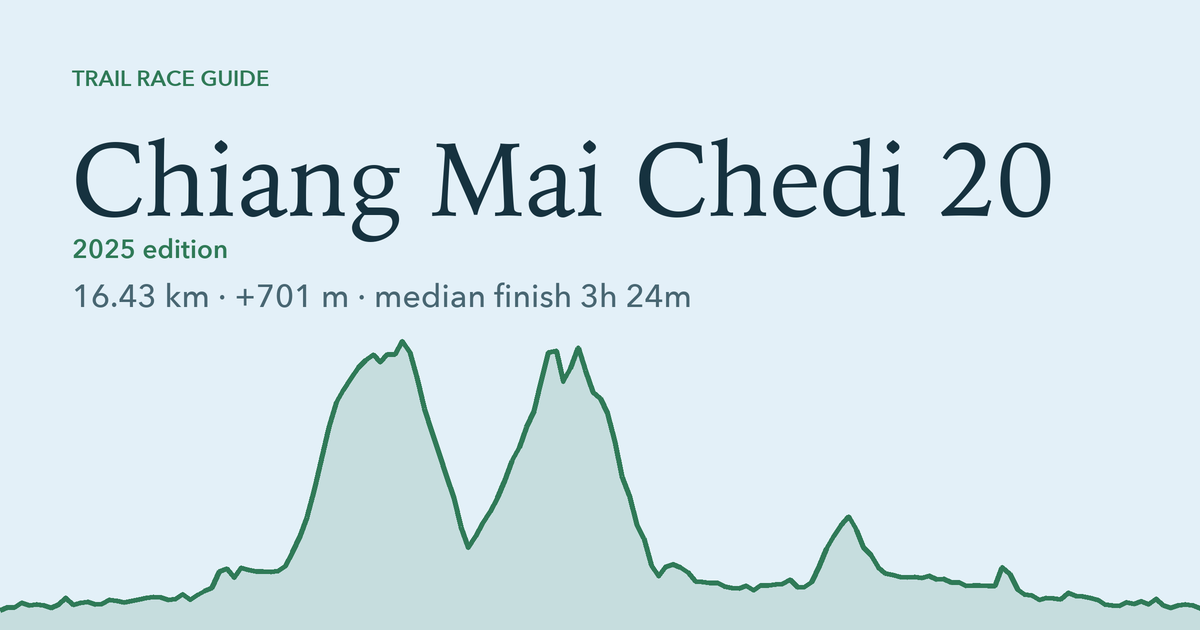 TRAIL RACE GUIDE
Chiang Mai Chedi 20
2025 edition
16.43 km · +701 m · median finish 3h 24m